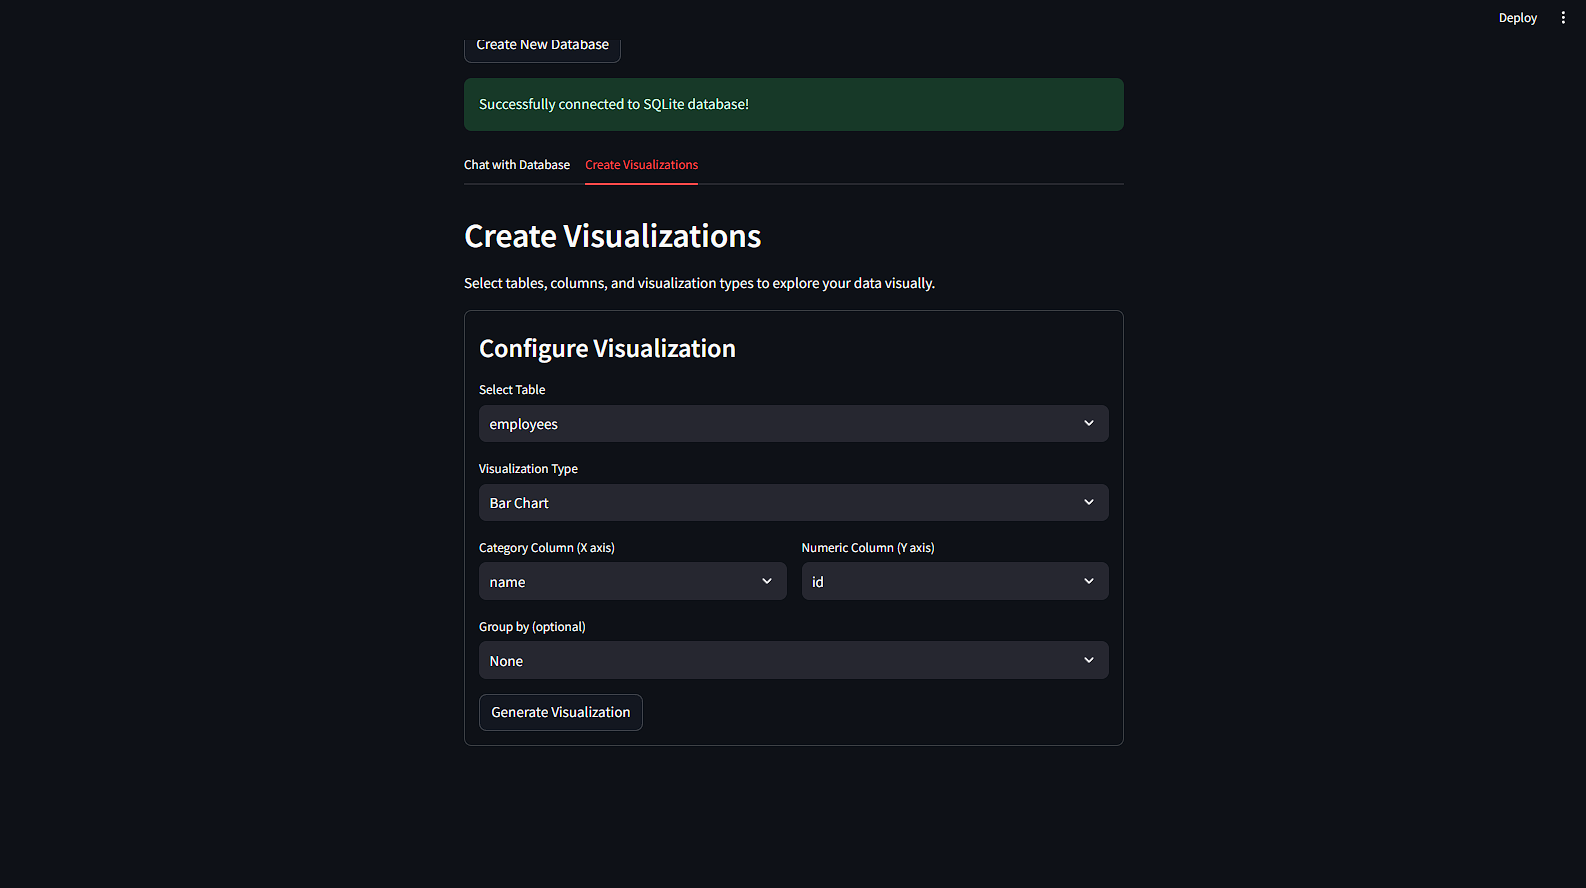 Deploy
Create New Database
Successfully connected to SQLite database!
Chat with Database Create Visualizations
Create Visualizations
Select tables, columns, and visualization types to explore your data visually.
Configure Visualization
Select Table
employees
Visualization Type
Bar Chart
Category Column (X axis) Numeric Column (Y axis)
name id
Group by (optional)
None
Generate Visualization